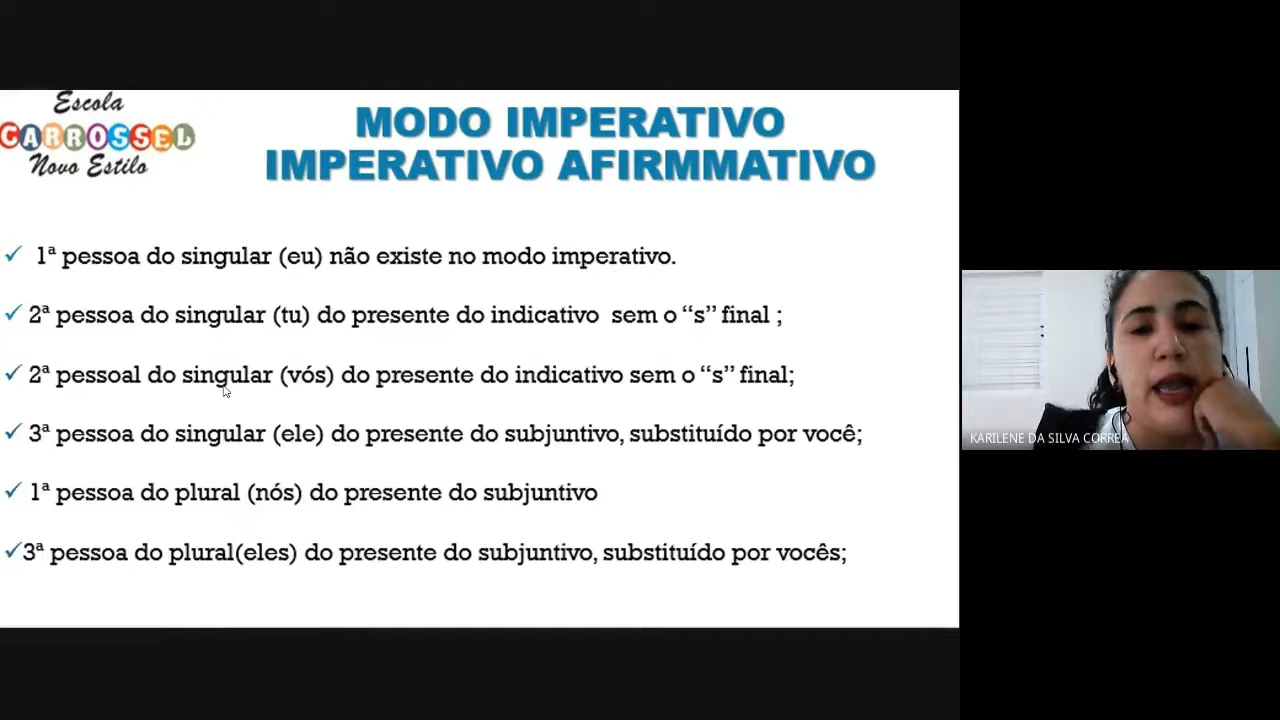 Escola
CARROSSEL
Novo Estilo
MODO IMPERATIVO
IMPERATIVO AFIRMMATIVO
1ª pessoa do singular (eu) não existe no modo imperativo.
2ª pessoa do singular (tu) do presente do indicativo sem o “s” final ;
2ª pessoal do singular (vós) do presente do indicativo sem o “s” final;
3ª pessoa do singular (ele) do presente do subjuntivo, substituído por você;
1ª pessoa do plural (nós) do presente do subjuntivo
3ª pessoa do plural(eles) do presente do subjuntivo, substituído por vocês;
KARILENE DA SILVA CORREA